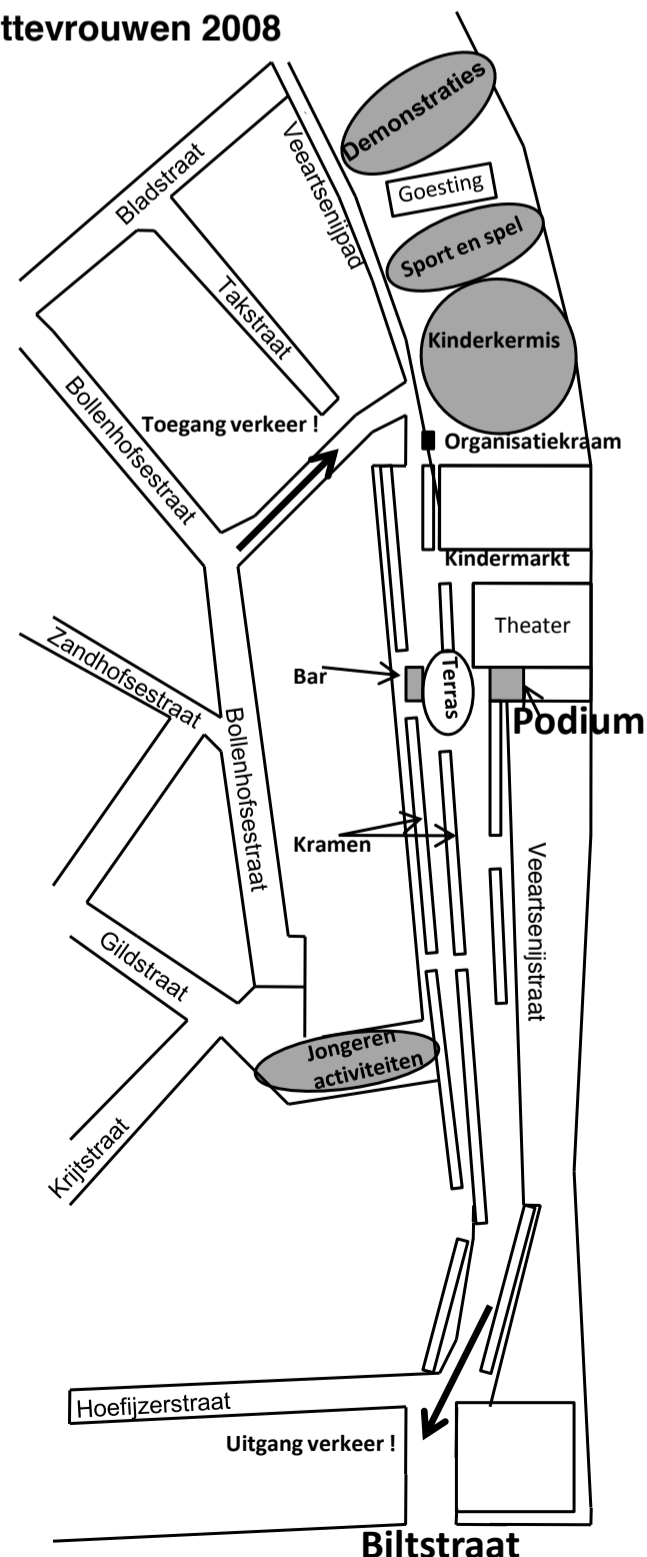 ttevrouwen 2008
Demonstraties
Goesting
Veeartsenijpad
Bladstraat
Sport en spel
Takstraat
Kinderkermis
Bollenhofsestraat
Toegang verkeer !
Organisatiekraam
Kindermarkt
Theater
Zandhofsestraat
Bar
Terras
Podium
Bollenhofsestraat
Kramen
Veeartsenijstraat
Gildstraat
Jongeren
activiteiten
Krijtstraat
Hoefijzerstraat
Uitgang verkeer !
Biltstraat